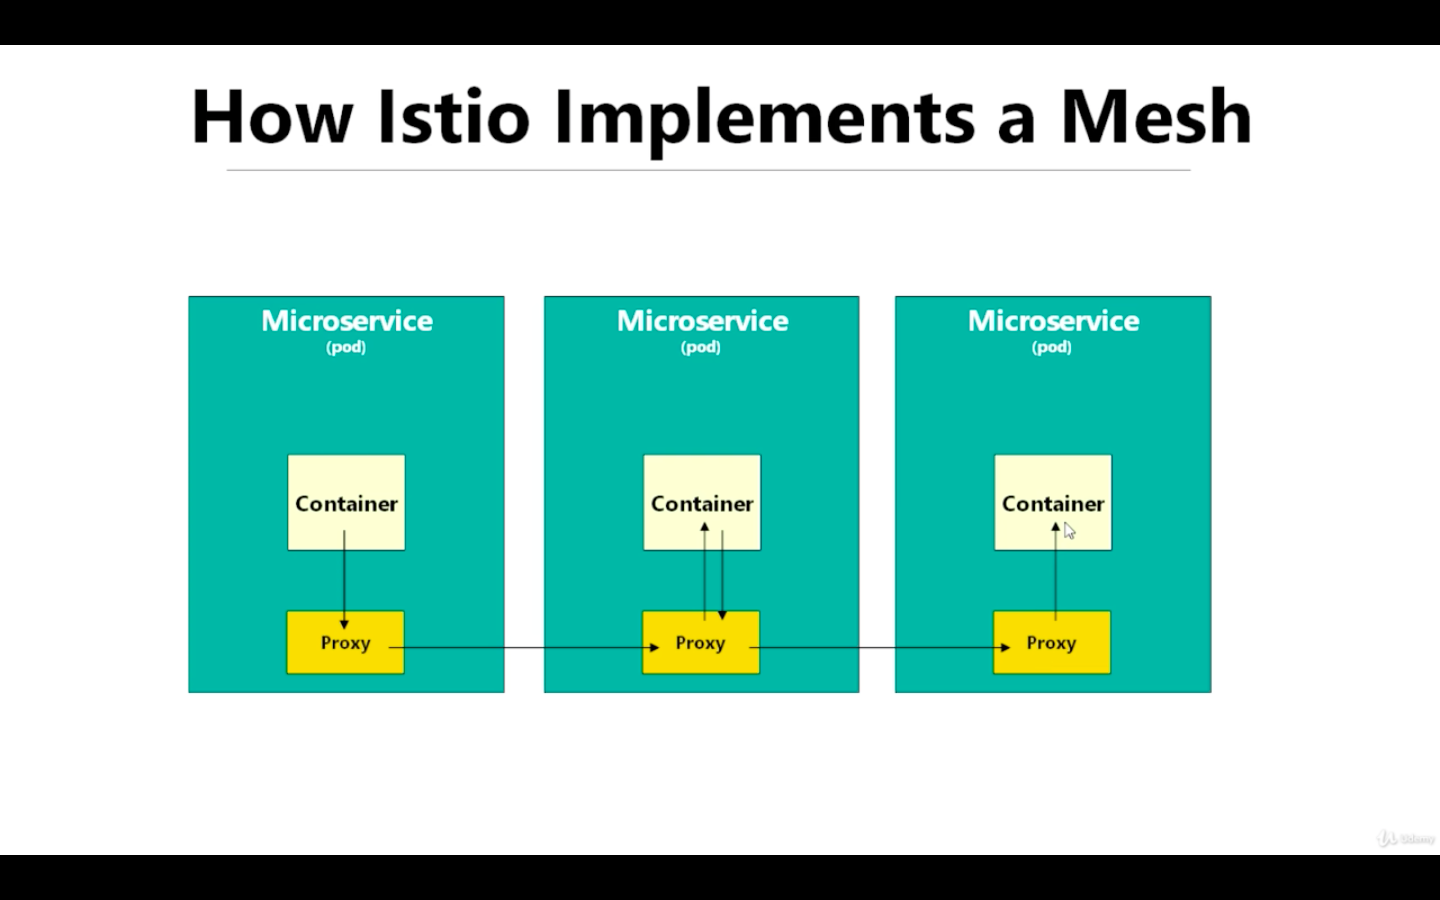 How Istio Implements a Mesh
Microservice
(pod)
Container
Proxy
Microservice
(pod)
Container
Proxy
Microservice
(pod)
Container
Proxy
Udemy